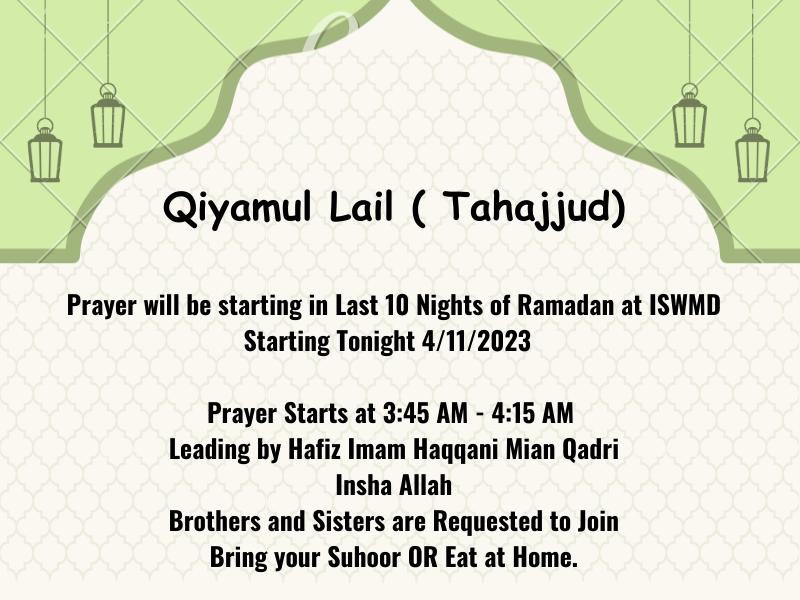 Qiyamul Lail ( Tahajjud)
Prayer will be starting in Last 10 Nights of Ramadan at ISWMD
Starting Tonight 4/11/2023
Prayer Starts at 3:45 AM - 4:15 AM
Leading by Hafiz Imam Haqqani Mian Qadri
Insha Allah
Brothers and Sisters are Requested to Join
Bring your Suhoor OR Eat at Home.